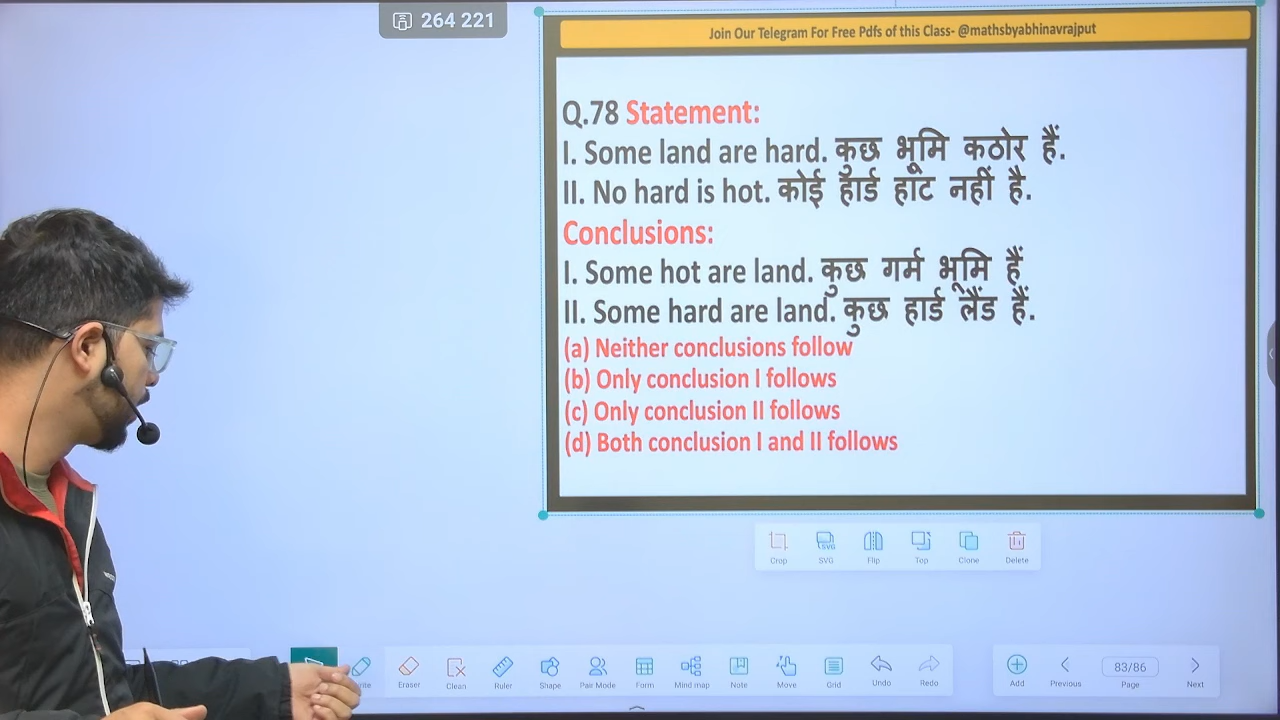 264 221
Join Our Telegram For Free Pdfs of this Class- @mathsbyabhinavrajput
Q.78 Statement:
I. Some land are hard. कुछ भूमि कठोर हैं.
II. No hard is hot. कोई हार्ड हॉट नहीं है.
Conclusions:
I. Some hot are land. कुछ गर्म भूमि हैं
II. Some hard are land. कुछ हार्ड लैंड हैं.
(a) Neither conclusions follow
(b) Only conclusion I follows
(c) Only conclusion II follows
(d) Both conclusion I and II follows
Crop SVG Flip Top Clone Delete
Eraser Clean Ruler Shape Pair Mode Form Mind map Note Move Grid Undo Redo
Add Previous 83/86 Page Next